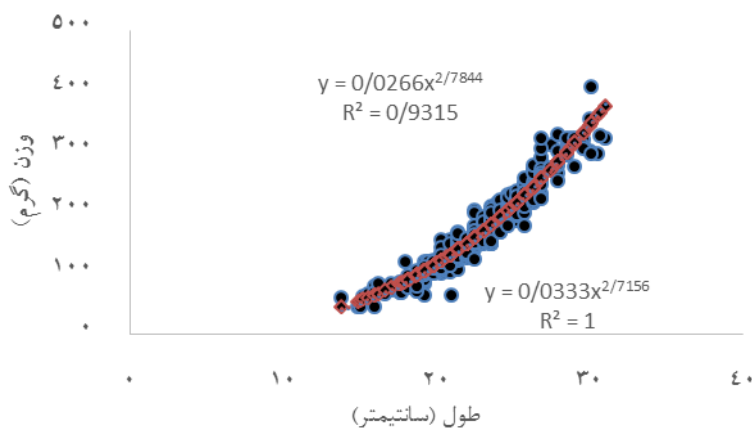 ۵۰۰
۴۰۰
۳۰۰
۲۰۰
۱۰۰
۰
وزن (گرم)
y = 0/0266x^2/7844
R² = 0/9315
y = 0/0333x^2/7156
R² = 1
۰ ۱۰ ۲۰ ۳۰ ۴۰
طول (سانتیمتر)